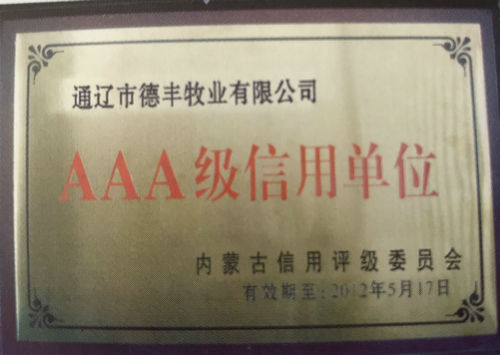 通辽市德丰牧业有限公司
AAA级信用单位
内蒙古信用评级委员会
有效期至:2012年5月17日